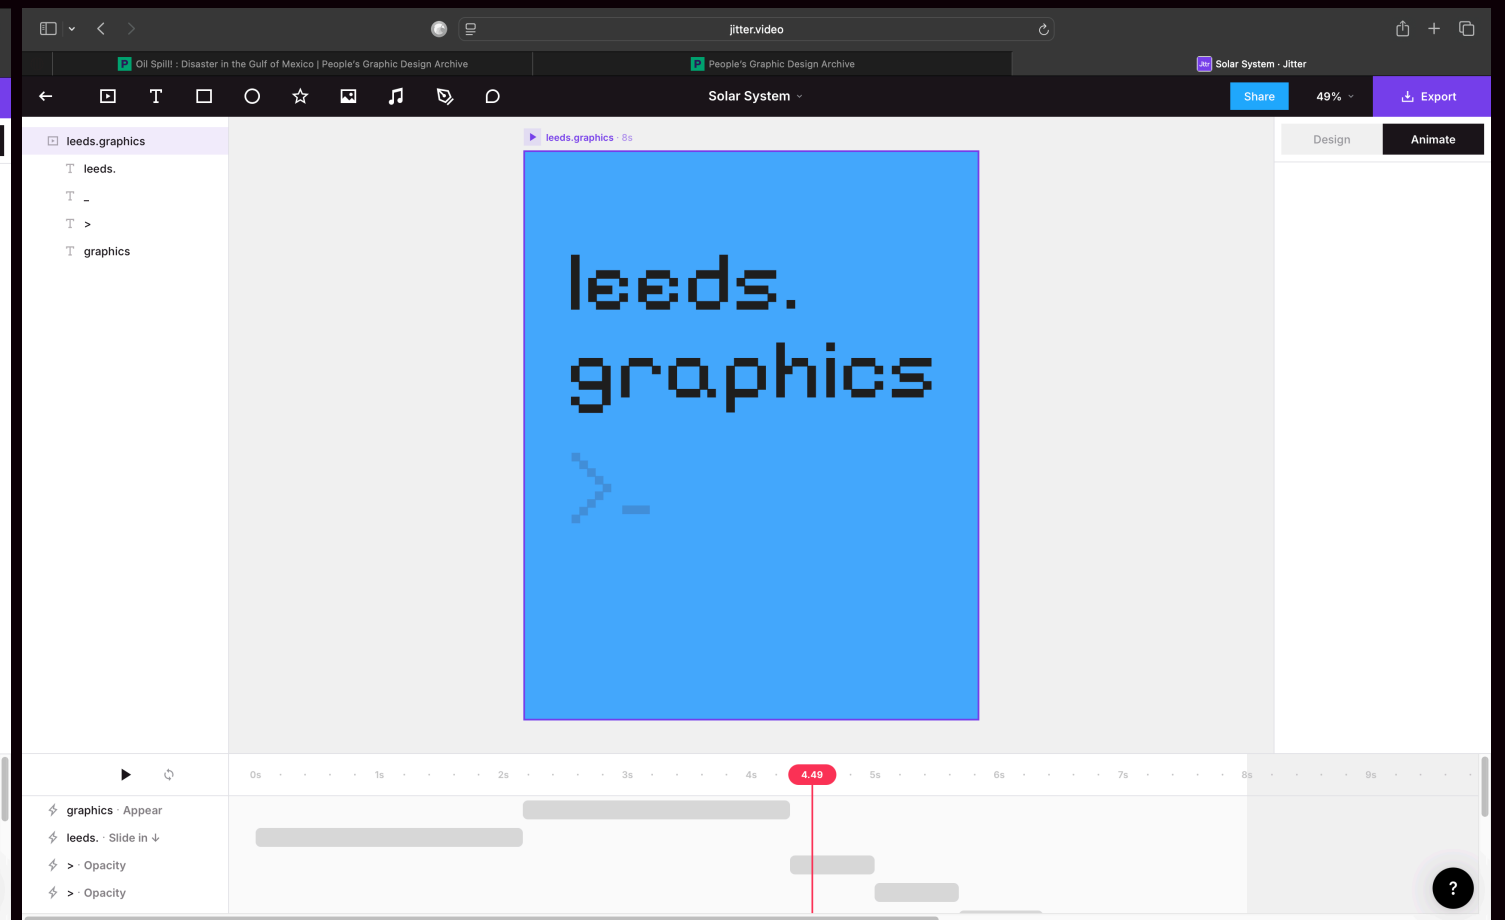 jitter.video
Oil Spill! : Disaster in the Gulf of Mexico | People's Graphic Design Archive
People's Graphic Design Archive
Solar System · Jitter
Solar System
Share
49%
Export
leeds.graphics
leeds.
_
>
graphics
leeds.graphics · 8s
leeds.
graphics
>_
Design
Animate
0s 1s 2s 3s 4s 4.49 5s 6s 7s 8s 9s
graphics · Appear
leeds. · Slide in ↓
> · Opacity
> · Opacity
?